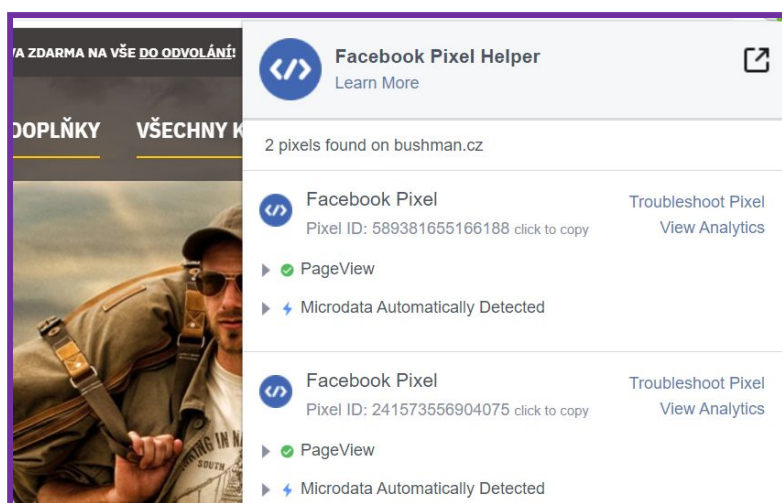 VA ZDARMA NA VŠE DO ODVOLÁNÍ!
DOPLŇKY VŠECHNY K
Facebook Pixel Helper
Learn More
2 pixels found on bushman.cz
Facebook Pixel
Troubleshoot Pixel
Pixel ID: 589381655166188 click to copy
View Analytics
PageView
Microdata Automatically Detected
Facebook Pixel
Troubleshoot Pixel
Pixel ID: 241573556904075 click to copy
View Analytics
PageView
Microdata Automatically Detected
SOUTH